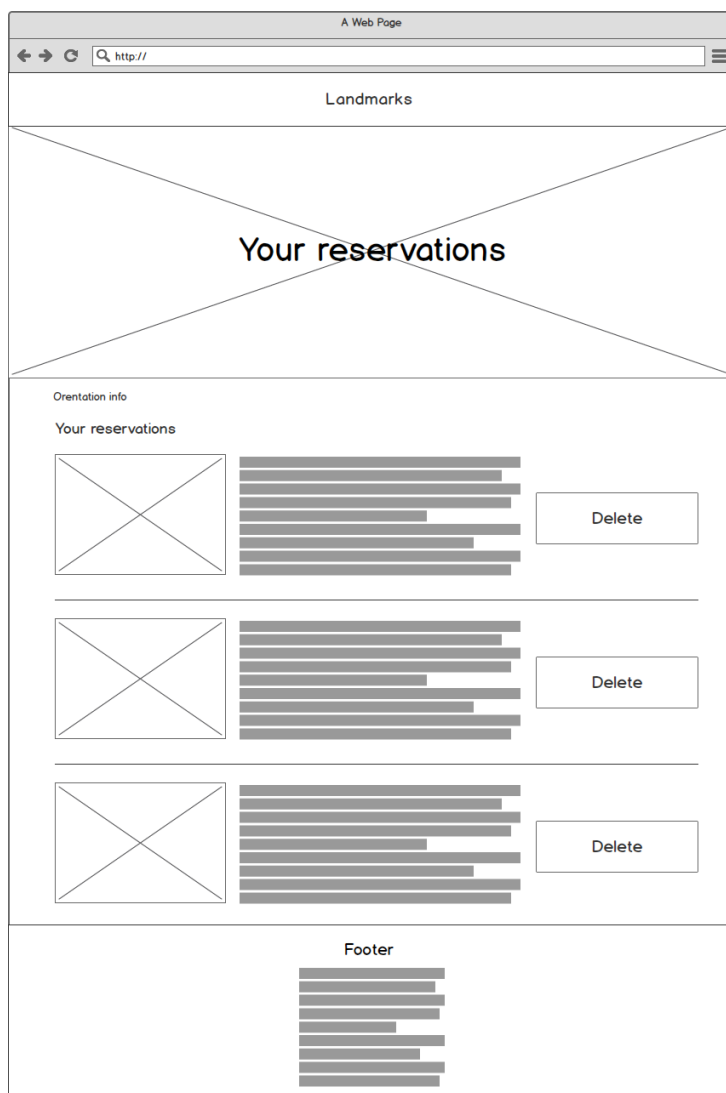 A Web Page
http://
Landmarks
Your reservations
Orentation info
Your reservations
Delete
Delete
Delete
Footer